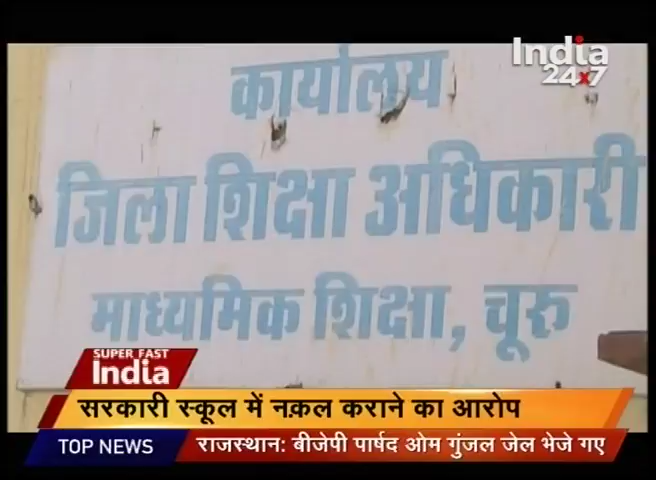 India
24x7
कार्यालय
जिला शिक्षा अधिकारी
माध्यमिक शिक्षा, चूरू
SUPER FAST
India
सरकारी स्कूल में नक़ल कराने का आरोप
TOP NEWS
राजस्थान: बीजेपी पार्षद ओम गुंजल जेल भेजे गए